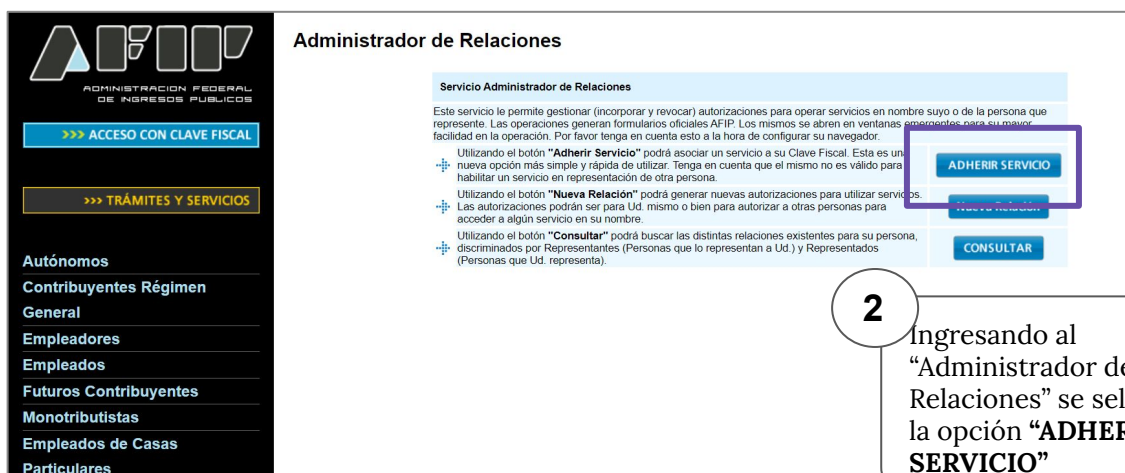 AFIP
ADMINISTRACION FEDERAL
DE INGRESOS PUBLICOS
>>> ACCESO CON CLAVE FISCAL
>>> TRÁMITES Y SERVICIOS
Autónomos
Contribuyentes Régimen
General
Empleadores
Empleados
Futuros Contribuyentes
Monotributistas
Empleados de Casas
Particulares
Administrador de Relaciones
Servicio Administrador de Relaciones
Este servicio le permite gestionar (incorporar y revocar) autorizaciones para operar servicios en nombre suyo o de la persona que
represente. Las operaciones generan formularios oficiales AFIP. Los mismos se abren en ventanas emergentes para su mayor
facilidad en la operación. Por favor tenga en cuenta esto a la hora de configurar su navegador.
Utilizando el botón "Adherir Servicio" podrá asociar un servicio a su Clave Fiscal. Esta es una
nueva opción más simple y rápida de utilizar. Tenga en cuenta que el mismo no es válido para
habilitar un servicio en representación de otra persona.
ADHERIR SERVICIO
Utilizando el botón "Nueva Relación" podrá generar nuevas autorizaciones para utilizar servicios.
Las autorizaciones podrán ser para Ud. mismo o bien para autorizar a otras personas para
acceder a algún servicio en su nombre.
Nueva Relación
Utilizando el botón "Consultar" podrá buscar las distintas relaciones existentes para su persona,
discriminados por Representantes (Personas que lo representan a Ud.) y Representados
(Personas que Ud. representa).
CONSULTAR
2
Ingresando al
“Administrador de
Relaciones” se sel
la opción “ADHER
SERVICIO”